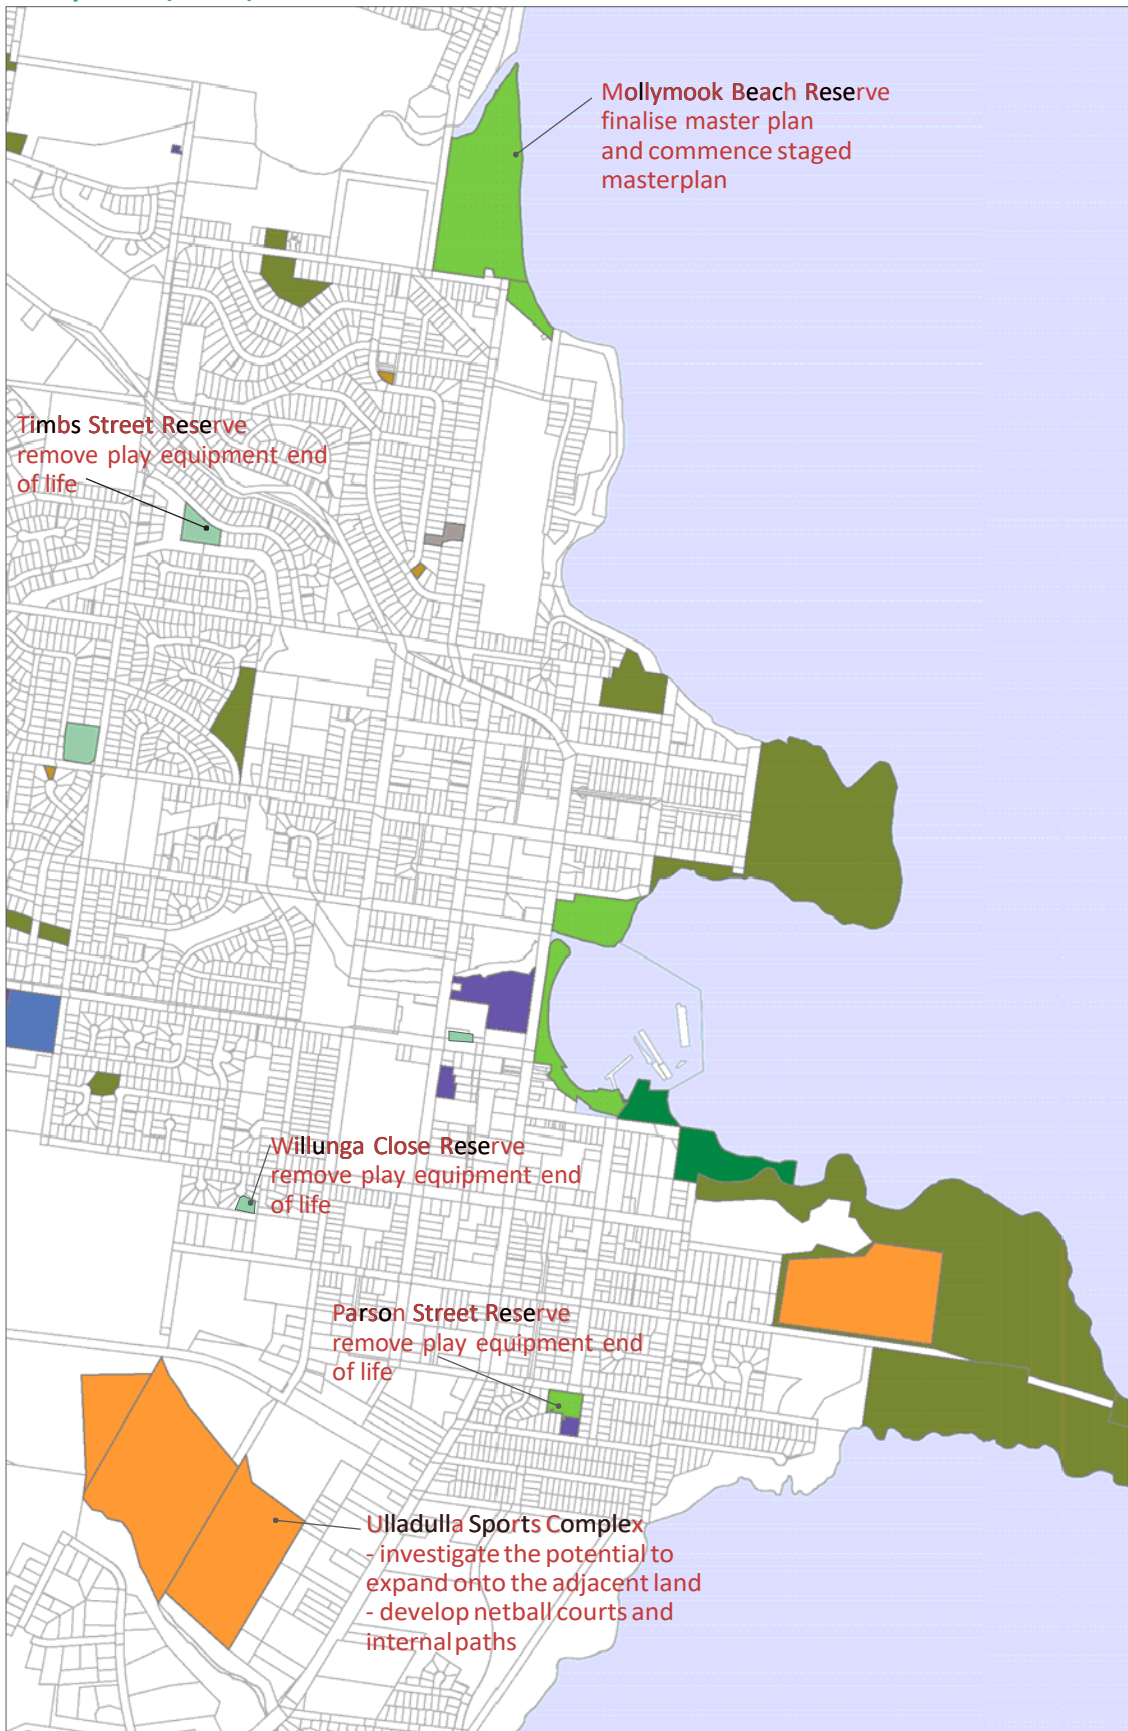 Mollymook Beach Reserve
finalise master plan
and commence staged
masterplan
Timbs Street Reserve
remove play equipment end
of life
Willunga Close Reserve
remove play equipment end
of life
Parson Street Reserve
remove play equipment end
of life
Ulladulla Sports Complex
- investigate the potential to
expand onto the adjacent land
- develop netball courts and
internal paths